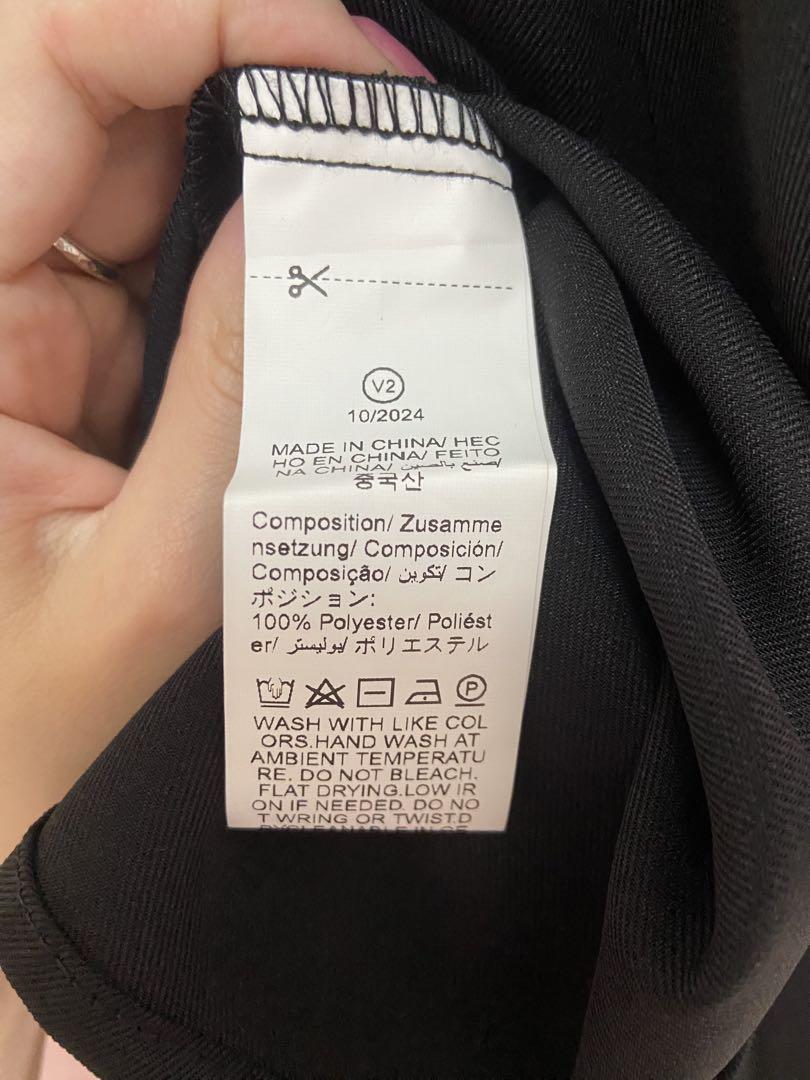 V2
10/2024
MADE IN CHINA/ HEC
HO EN CHINA/ FEITO
NA CHINA/ صنع بالصين/
중국산
Composition/ Zusamme
nsetzung/ Composición/
Composição/ تكوين/ コン
ポジション:
100% Polyester/ Poliést
er/ بوليستر/ ポリエステル
P
WASH WITH LIKE COL
ORS.HAND WASH AT
AMBIENT TEMPERATU
RE. DO NOT BLEACH.
FLAT DRYING.LOW IR
ON IF NEEDED. DO NO
T WRING OR TWIST.D